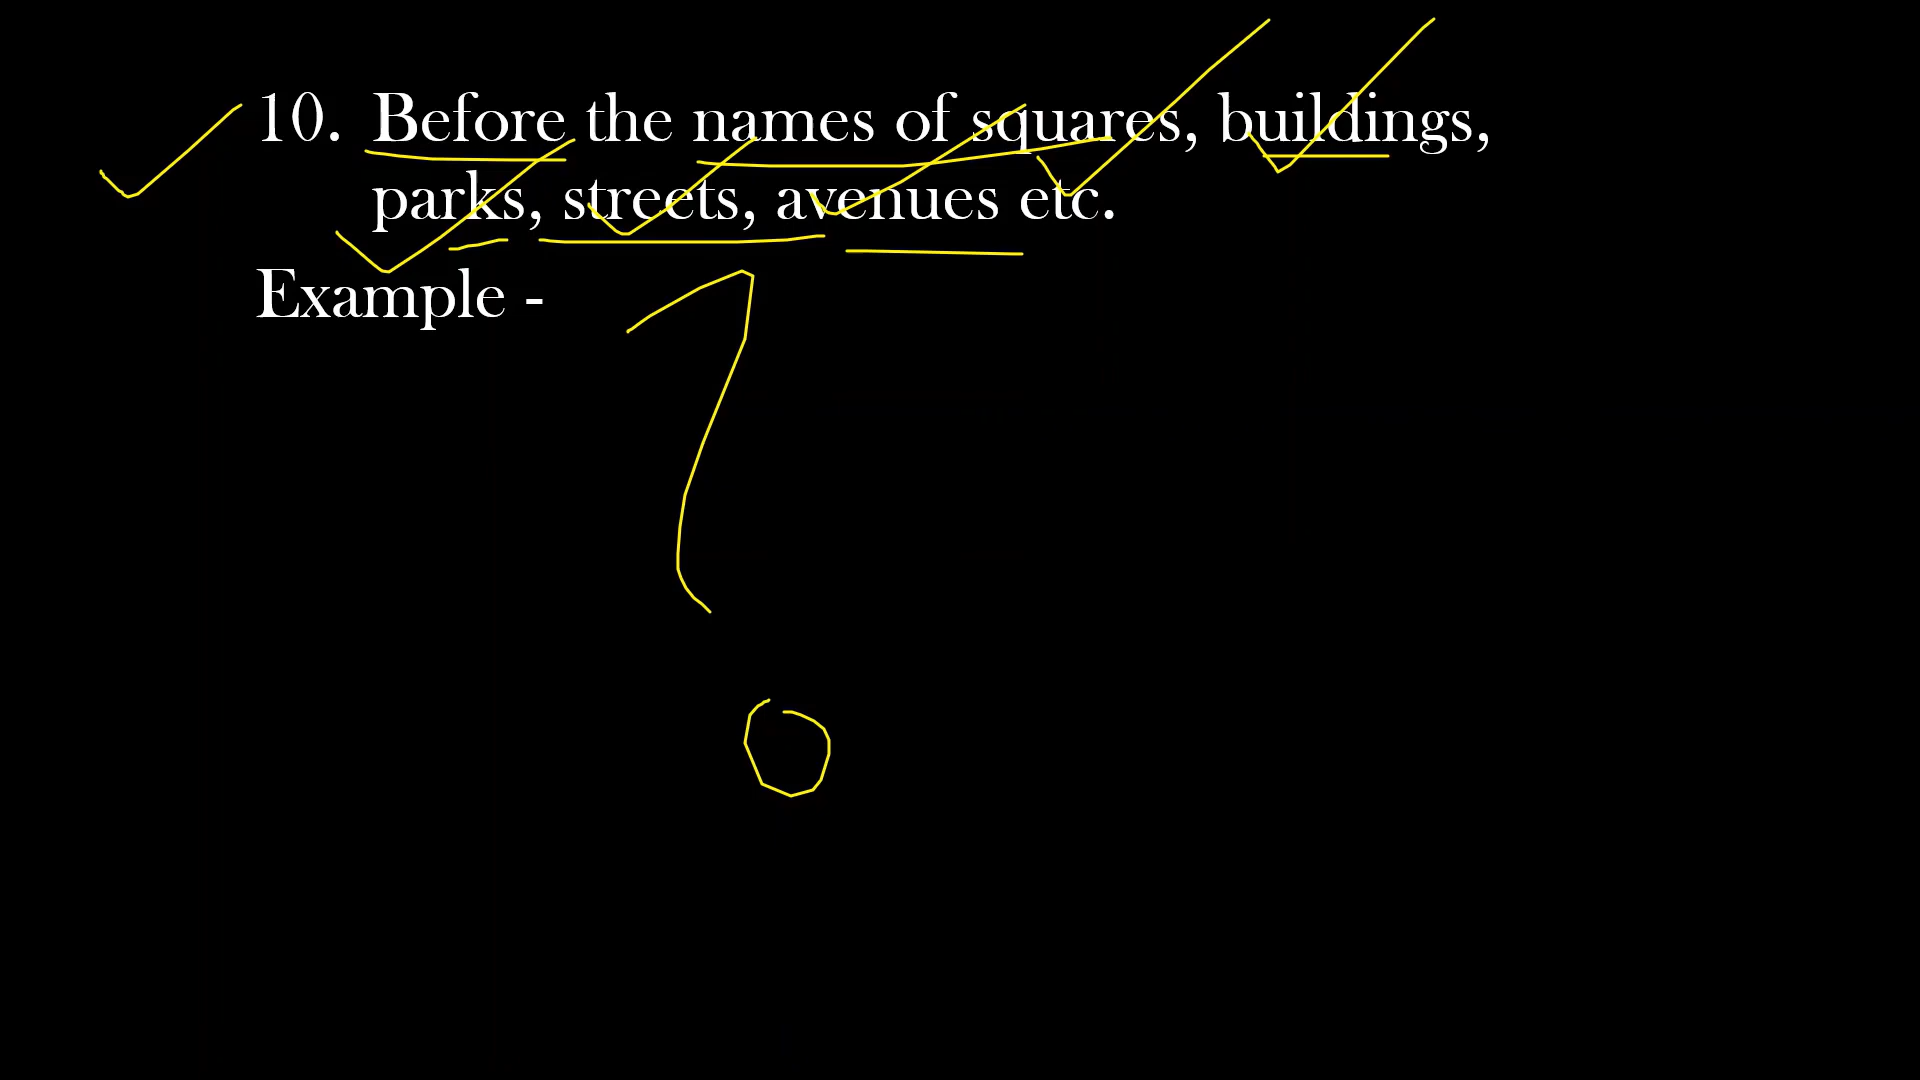 10. Before the names of squares, buildings,
parks, streets, avenues etc.
Example -
?